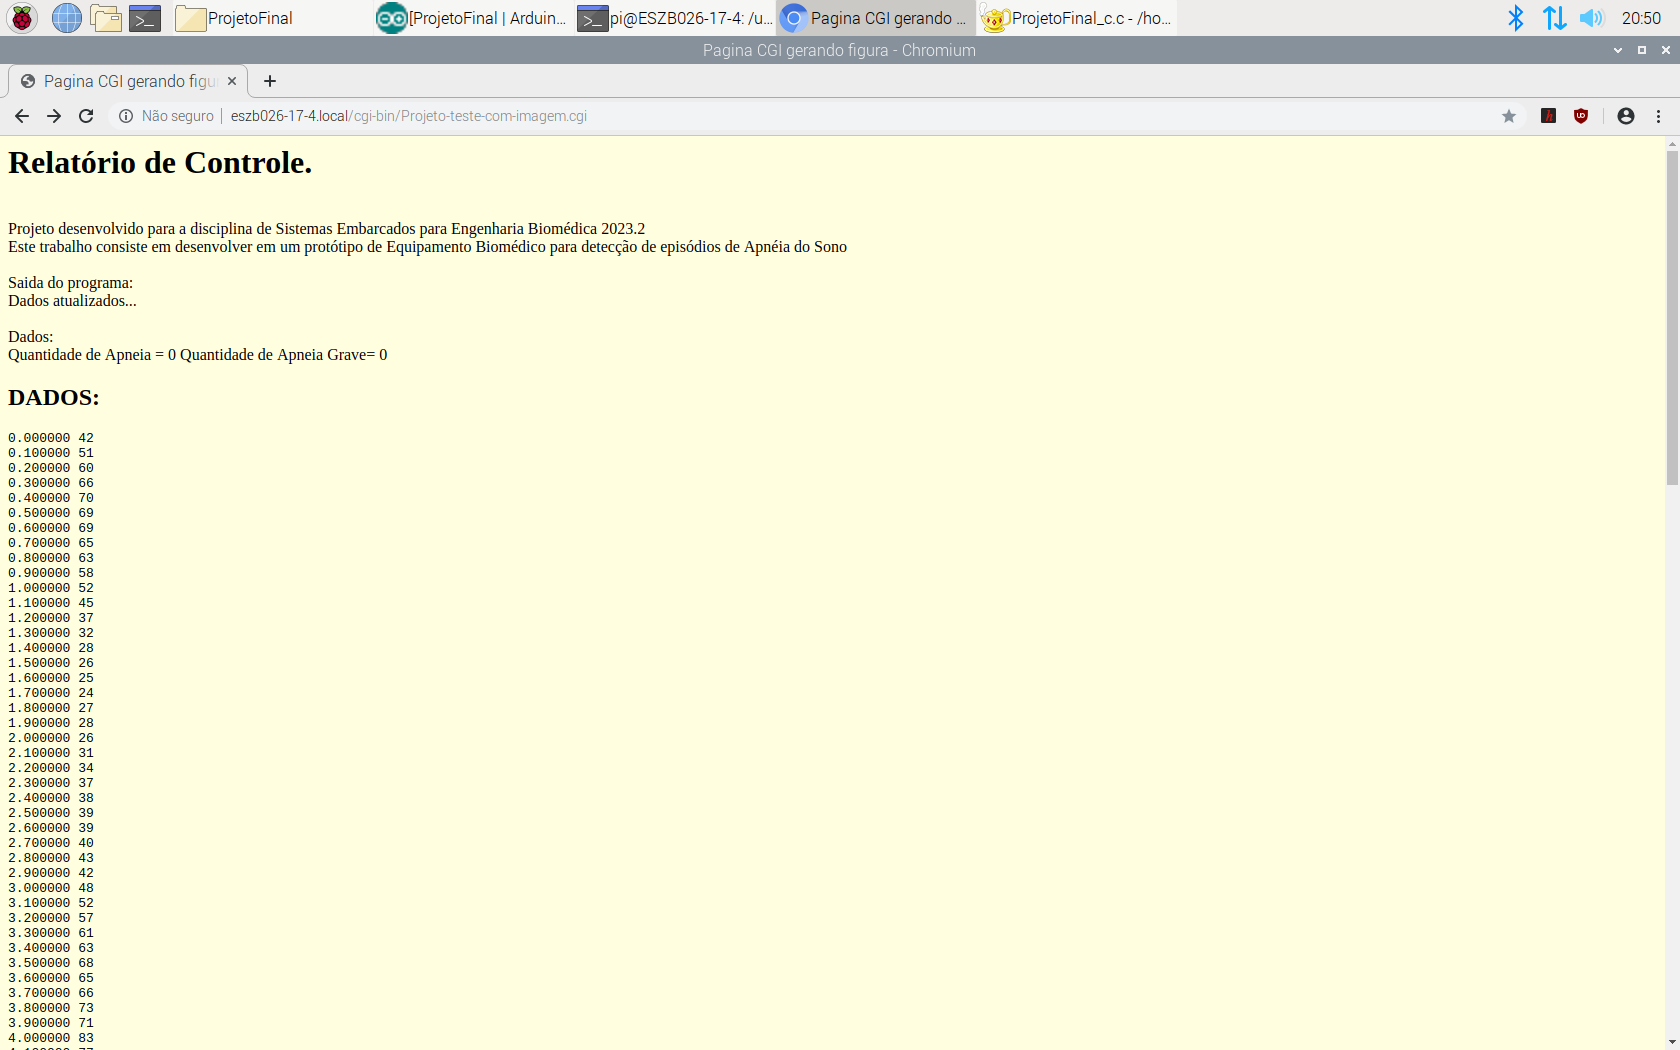 ProjetoFinal
[ProjetoFinal | Arduin...
pi@ESZB026-17-4: /u...
Pagina CGI gerando ...
ProjetoFinal_c.c - /ho...
20:50
Pagina CGI gerando figura - Chromium
Pagina CGI gerando figu
Não seguro
eszb026-17-4.local/cgi-bin/Projeto-teste-com-imagem.cgi
Relatório de Controle.
Projeto desenvolvido para a disciplina de Sistemas Embarcados para Engenharia Biomédica 2023.2
Este trabalho consiste em desenvolver em um protótipo de Equipamento Biomédico para detecção de episódios de Apnéia do Sono
Saida do programa:
Dados atualizados...
Dados:
Quantidade de Apneia = 0 Quantidade de Apneia Grave= 0
DADOS:
0.000000 42
0.100000 51
0.200000 60
0.300000 66
0.400000 70
0.500000 69
0.600000 69
0.700000 65
0.800000 63
0.900000 58
1.000000 52
1.100000 45
1.200000 37
1.300000 32
1.400000 28
1.500000 26
1.600000 25
1.700000 24
1.800000 27
1.900000 28
2.000000 26
2.100000 31
2.200000 34
2.300000 37
2.400000 38
2.500000 39
2.600000 39
2.700000 40
2.800000 43
2.900000 42
3.000000 48
3.100000 52
3.200000 57
3.300000 61
3.400000 63
3.500000 68
3.600000 65
3.700000 66
3.800000 73
3.900000 71
4.000000 83